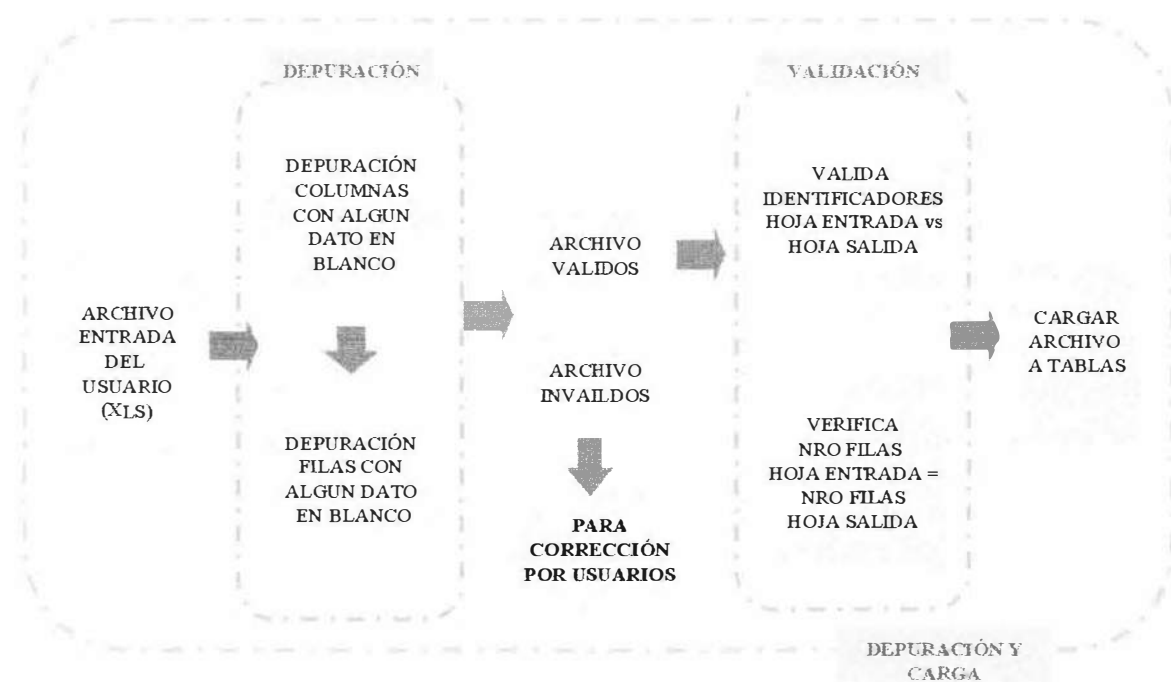 DEPURACIÓN
VALIDACIÓN
DEPURACIÓN
COLUMNAS
CON ALGUN
DATO EN
BLANCO
DEPURACIÓN
FILAS CON
ALGUN DATO
EN BLANCO
ARCHIVO
ENTRADA
DEL
USUARIO
(XLS)
ARCHIVO
VALIDOS
ARCHIVO
INVAILDOS
PARA
CORRECCIÓN
POR USUARIOS
VALIDA
IDENTIFICADORES
HOJA ENTRADA vs
HOJA SALIDA
VERIFICA
NRO FILAS
HOJA ENTRADA =
NRO FILAS
HOJA SALIDA
CARGAR
ARCHIVO
A TABLAS
DEPURACIÓN Y
CARGA